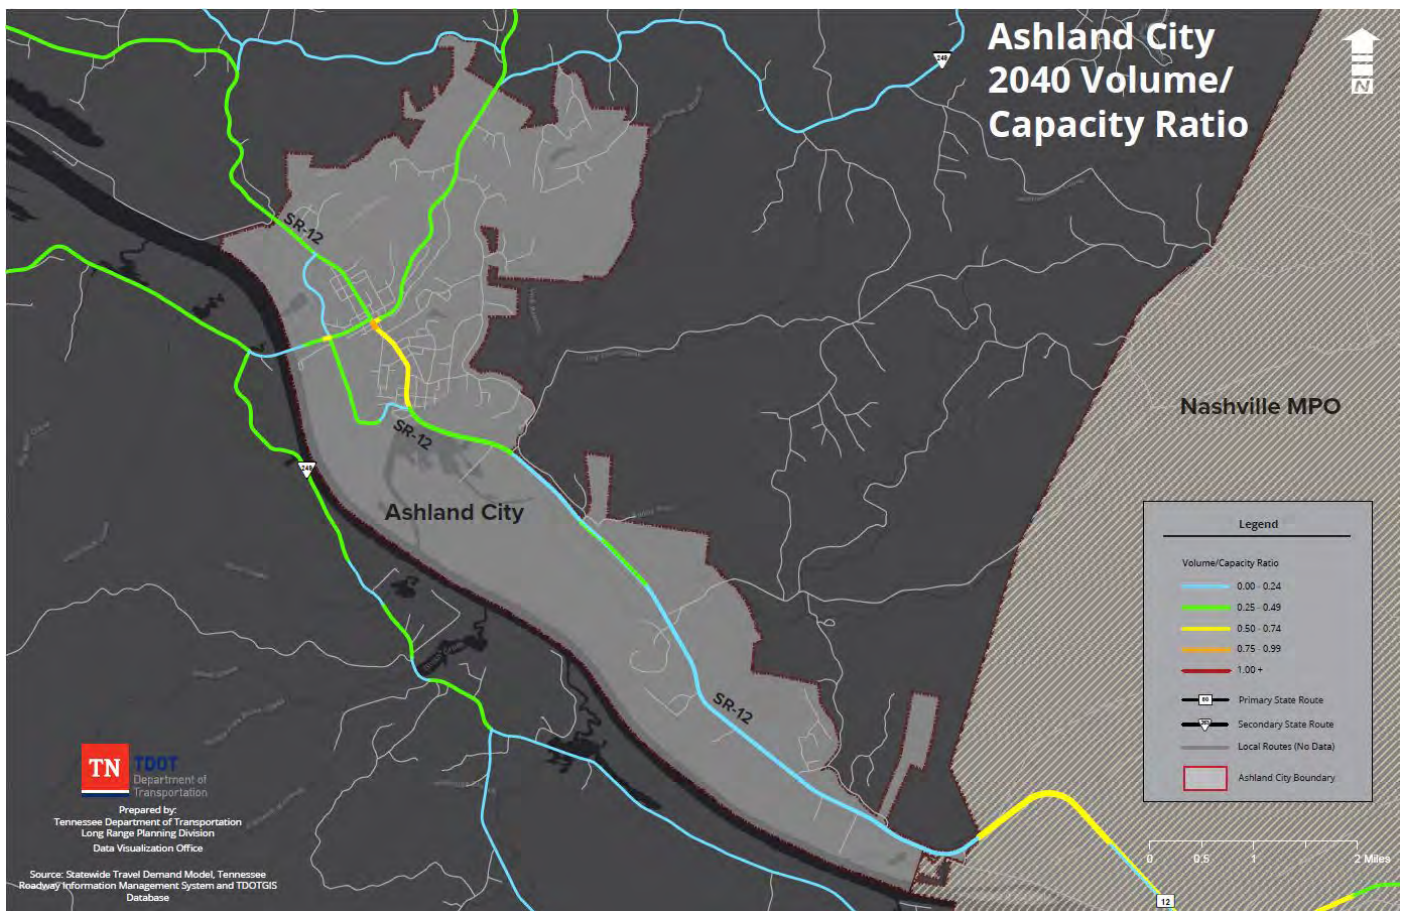 Ashland City
2040 Volume/
Capacity Ratio
N
248
SR-12
SR-12
248
Ashland City
SR-12
Nashville MPO
Legend
Volume/Capacity Ratio
0.00 - 0.24
0.25 - 0.49
0.50 - 0.74
0.75 - 0.99
1.00 +
Primary State Route
Secondary State Route
Local Routes (No Data)
Ashland City Boundary
0 0.5 1 2 Miles
12
TN TDOT
Department of
Transportation
Prepared by:
Tennessee Department of Transportation
Long Range Planning Division
Data Visualization Office
Source: Statewide Travel Demand Model, Tennessee
Roadway Information Management System and TDOTGIS
Database